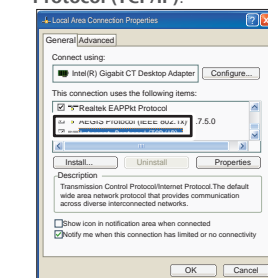 Protocol (TCP/IP).
Local Area Connection Properties
General Advanced
Connect using:
Intel(R) Gigabit CT Desktop Adapter Configure...
This connection uses the following items:
Realtek EAPPkt Protocol
AEGIS Protocol (IEEE 802.1x) .7.5.0
Install... Uninstall Properties
Description
Transmission Control Protocol/Internet Protocol.The default
wide area network protocol that provides communication
across diverse interconnected networks.
Show icon in notification area when connected
Notify me when this connection has limited or no connectivity
OK Cancel